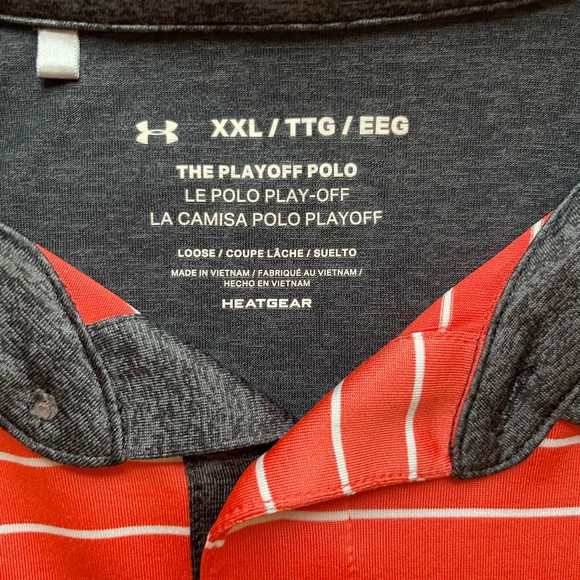 XXL / TTG / EEG
THE PLAYOFF POLO
LE POLO PLAY-OFF
LA CAMISA POLO PLAYOFF
LOOSE / COUPE LÂCHE / SUELTO
MADE IN VIETNAM / FABRIQUÉ AU VIETNAM /
HECHO EN VIETNAM
HEATGEAR